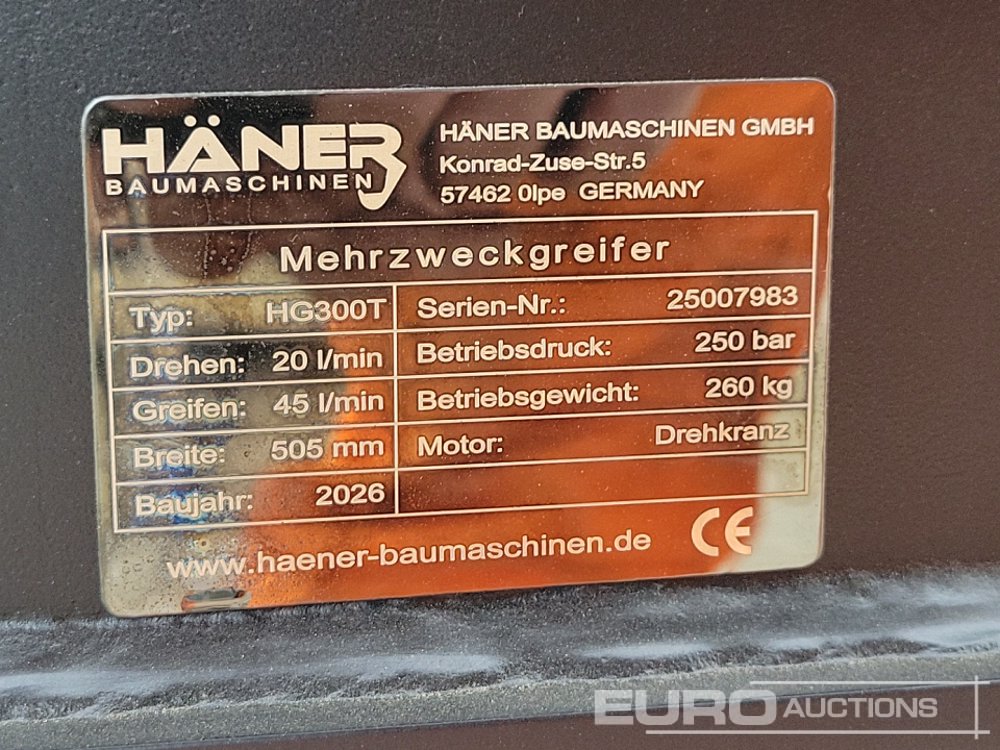 HÄNER
BAUMASCHINEN
HÄNER BAUMASCHINEN GMBH
Konrad-Zuse-Str.5
57462 Olpe GERMANY
Mehrzweckgreifer
Typ: HG300T
Serien-Nr.: 25007983
Drehen: 20 l/min
Betriebsdruck: 250 bar
Greifen: 45 l/min
Betriebsgewicht: 260 kg
Breite: 505 mm
Motor: Drehkranz
Baujahr: 2026
www.haener-baumaschinen.de
CE
EURO AUCTIONS